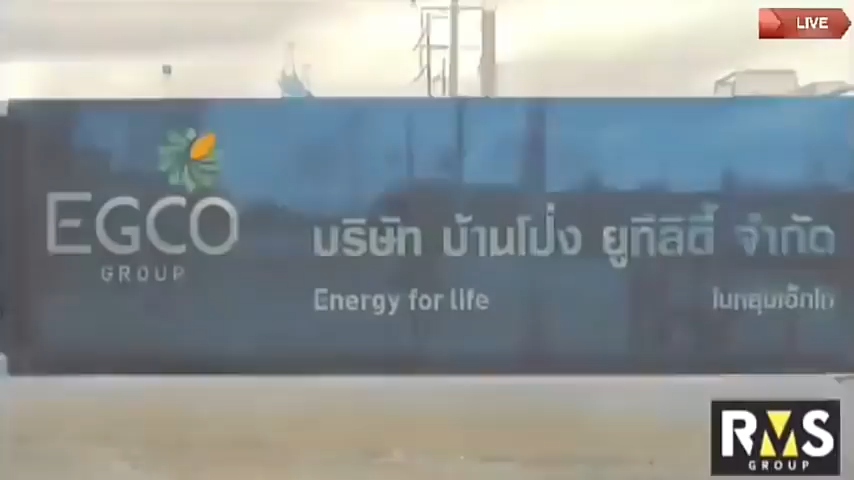 LIVE
EGCO
GROUP
บริษัท บ้านโป่ง ยูทิลิตี้ จำกัด
Energy for life
ในกลุ่มเอ็กโก
RMS
GROUP